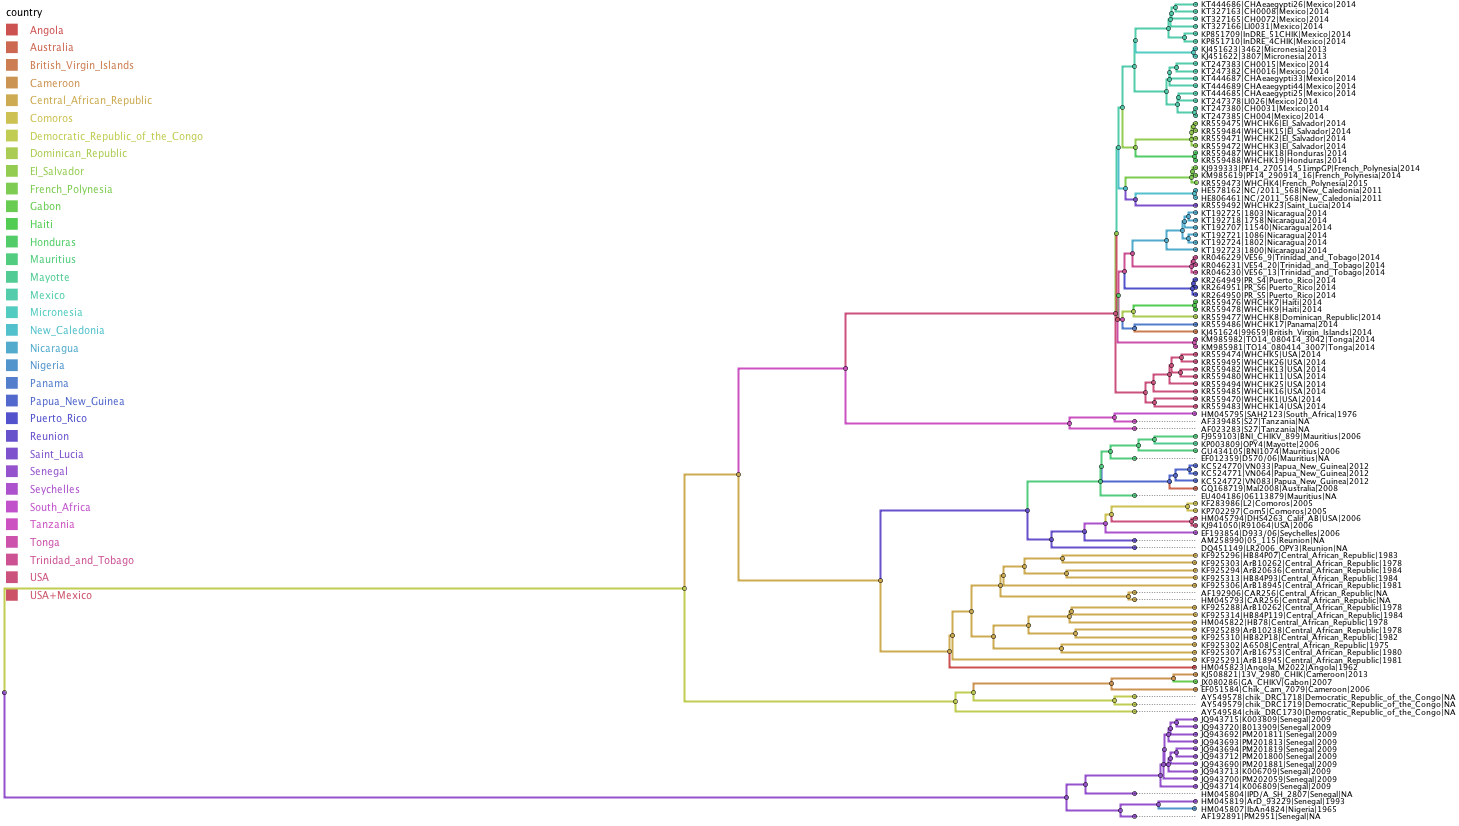 country
Angola
Australia
British_Virgin_Islands
Cameroon
Central_African_Republic
Comoros
Democratic_Republic_of_the_Congo
Dominican_Republic
El_Salvador
French_Polynesia
Gabon
Haiti
Honduras
Mauritius
Mayotte
Mexico
Micronesia
New_Caledonia
Nicaragua
Nigeria
Panama
Papua_New_Guinea
Puerto_Rico
Reunion
Saint_Lucia
Senegal
Seychelles
South_Africa
Tanzania
Tonga
Trinidad_and_Tobago
USA
USA+Mexico
KT444686|CHAeaegypti26|Mexico|2014
KT327163|CH0008|Mexico|2014
KT327165|CH0072|Mexico|2014
KT327166|LI0031|Mexico|2014
KP851709|InDRE_51CHIK|Mexico|2014
KP851710|InDRE_4CHIK|Mexico|2014
KJ451623|3462|Micronesia|2013
KJ451622|3807|Micronesia|2013
KT247383|CH0015|Mexico|2014
KT247382|CH0016|Mexico|2014
KT444687|CHAeaegypti33|Mexico|2014
KT444689|CHAeaegypti44|Mexico|2014
KT444685|CHAeaegypti25|Mexico|2014
KT247378|LI026|Mexico|2014
KT247380|CH0031|Mexico|2014
KT247385|CH004|Mexico|2014
KR559475|WHCHK6|El_Salvador|2014
KR559484|WHCHK15|El_Salvador|2014
KR559471|WHCHK2|El_Salvador|2014
KR559472|WHCHK3|El_Salvador|2014
KR559487|WHCHK18|Honduras|2014
KR559488|WHCHK19|Honduras|2014
KJ939333|PF14_270514_51impGP|French_Polynesia|2014
KM985619|PF14_290914_16|French_Polynesia|2014
KR559473|WHCHK4|French_Polynesia|2015
HE578162|NC/2011_568|New_Caledonia|2011
HE806461|NC/2011_568|New_Caledonia|2011
KR559492|WHCHK23|Saint_Lucia|2014
KT192725|1803|Nicaragua|2014
KT192718|1758|Nicaragua|2014
KT192707|11540|Nicaragua|2014
KT192721|1086|Nicaragua|2014
KT192724|1802|Nicaragua|2014
KT192723|1800|Nicaragua|2014
KR046229|VE56_9|Trinidad_and_Tobago|2014
KR046231|VE54_20|Trinidad_and_Tobago|2014
KR046230|VE56_13|Trinidad_and_Tobago|2014
KR264949|PR_S4|Puerto_Rico|2014
KR264951|PR_S6|Puerto_Rico|2014
KR264950|PR_S5|Puerto_Rico|2014
KR559476|WHCHK7|Haiti|2014
KR559478|WHCHK9|Haiti|2014
KR559477|WHCHK8|Dominican_Republic|2014
KR559486|WHCHK17|Panama|2014
KJ451624|99659|British_Virgin_Islands|2014
KM985982|TO14_080414_3042|Tonga|2014
KM985981|TO14_080414_3007|Tonga|2014
KR559474|WHCHK5|USA|2014
KR559495|WHCHK26|USA|2014
KR559482|WHCHK13|USA|2014
KR559480|WHCHK11|USA|2014
KR559494|WHCHK25|USA|2014
KR559485|WHCHK16|USA|2014
KR559470|WHCHK1|USA|2014
KR559483|WHCHK14|USA|2014
HM045795|SAH2123|South_Africa|1976
AF339485|S27|Tanzania|NA
AF023283|S27|Tanzania|NA
FJ959103|BNI_CHIKV_899|Mauritius|2006
KP003809|OPY4|Mayotte|2006
GU434105|BNI1074|Mauritius|2006
EF012359|D570/06|Mauritius|NA
KC524770|VN033|Papua_New_Guinea|2012
KC524771|VN064|Papua_New_Guinea|2012
KC524772|VN083|Papua_New_Guinea|2012
GQ168719|Mal2008|Australia|2008
EU404186|06113879|Mauritius|NA
KF283986|L2|Comoros|2005
KP702297|Com5|Comoros|2005
HM045794|DHS4263_Calif_AB|USA|2006
KJ941050|R91064|USA|2006
EF193854|D933/06|Seychelles|2006
AM258990|05_115|Reunion|NA
DQ451149|LR2006_OPY3|Reunion|NA
KF925296|HB84P07|Central_African_Republic|1983
KF925303|ArB10262|Central_African_Republic|1978
KF925294|ArB20636|Central_African_Republic|1984
KF925313|HB84P93|Central_African_Republic|1984
KF925306|ArB18945|Central_African_Republic|1981
AF192906|CAR256|Central_African_Republic|NA
HM045793|CAR256|Central_African_Republic|NA
KF925288|ArB10262|Central_African_Republic|1978
KF925314|HB84P119|Central_African_Republic|1984
HM045822|HB78|Central_African_Republic|1978
KF925289|ArB10238|Central_African_Republic|1978
KF925310|HB82P18|Central_African_Republic|1982
KF925302|A6508|Central_African_Republic|1975
KF925307|ArB16753|Central_African_Republic|1980
KF925291|ArB18945|Central_African_Republic|1981
HM045823|Angola_M2022|Angola|1962
KJ508821|13V_2980_CHIK|Cameroon|2013
JX080286|GA_CHIKV|Gabon|2007
EF051584|Chik_Cam_7079|Cameroon|2006
AY549578|chik_DRC1718|Democratic_Republic_of_the_Congo|NA
AY549579|chik_DRC1719|Democratic_Republic_of_the_Congo|NA
AY549584|chik_DRC1730|Democratic_Republic_of_the_Congo|NA
JQ943715|K003809|Senegal|2009
JQ943720|B013909|Senegal|2009
JQ943692|PM201811|Senegal|2009
JQ943693|PM201813|Senegal|2009
JQ943694|PM201819|Senegal|2009
JQ943712|PM201800|Senegal|2009
JQ943690|PM201881|Senegal|2009
JQ943713|K006709|Senegal|2009
JQ943700|PM202059|Senegal|2009
JQ943714|K006809|Senegal|2009
HM045804|IPD/A_SH_2807|Senegal|NA
HM045819|ArD_93229|Senegal|1993
HM045807|IbAn4824|Nigeria|1965
AF192891|PM2951|Senegal|NA